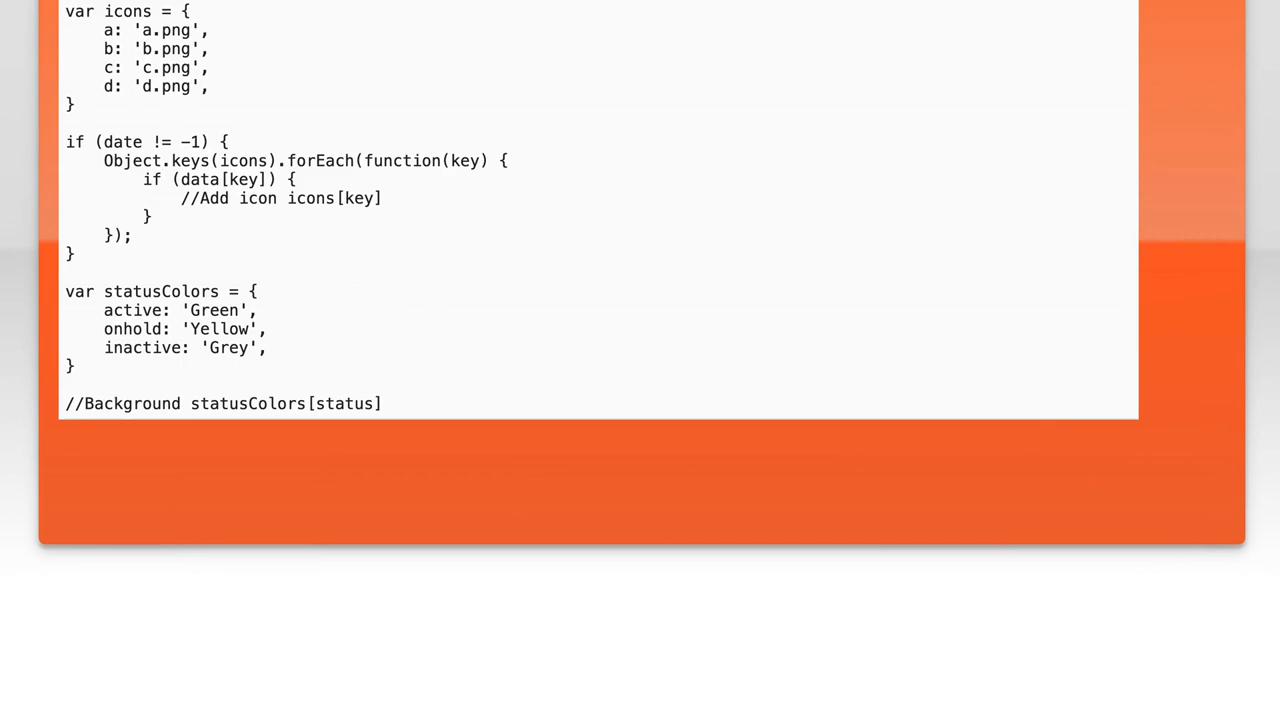 var icons = {
    a: 'a.png',
    b: 'b.png',
    c: 'c.png',
    d: 'd.png',
}

if (date != -1) {
    Object.keys(icons).forEach(function(key) {
        if (data[key]) {
            //Add icon icons[key]
        }
    });
}

var statusColors = {
    active: 'Green',
    onhold: 'Yellow',
    inactive: 'Grey',
}

//Background statusColors[status]